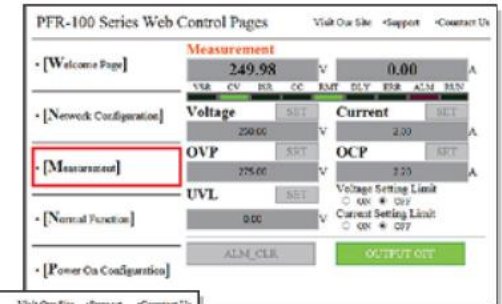 PFR-100 Series Web Control Pages
Visit Our Site •Support •Countact Us
• [Welcome Page]
• [Network Configuration]
• [Measurement]
• [Normal Function]
• [Power On Configuration]
Measurement
249.98 V 0.00 A
VSR CV ISR CC RMT DLY ERR ALM RUN
Voltage SET
250.00 V
Current SET
2.00 A
OVP SET
275.00 V
OCP SET
2.20 A
UVL SET
0.00 V
Voltage Setting Limit
ON OFF
Current Setting Limit
ON OFF
ALM_CLR
OUTPUT OFF
Visit Our Site •Support •Countact Us